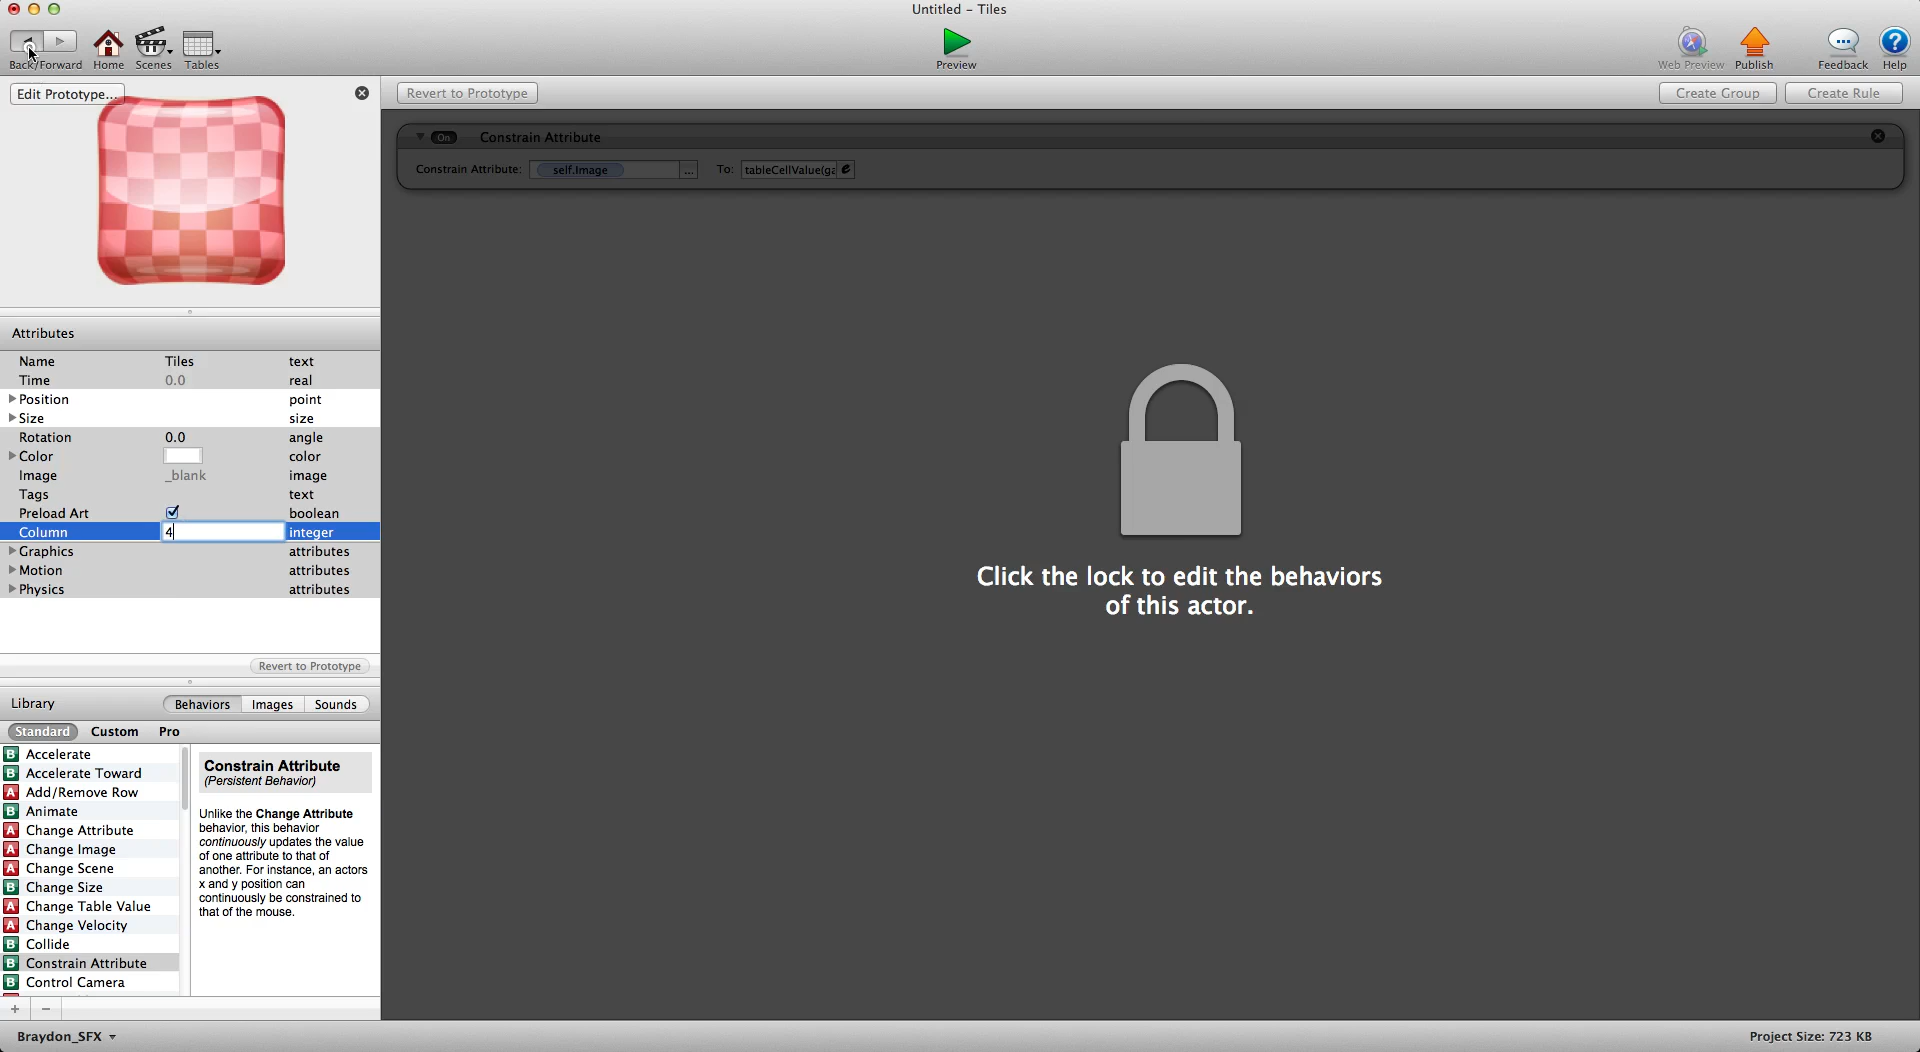 Untitled – Tiles
Back/Forward
Home
Scenes
Tables
Preview
Web Preview
Publish
Feedback
Help
Edit Prototype...
Revert to Prototype
Create Group
Create Rule
On
Constrain Attribute
Constrain Attribute:
self.Image
...
To:
tableCellValue(ga
e
Attributes
Name Tiles text
Time 0.0 real
Position point
Size size
Rotation 0.0 angle
Color color
Image _blank image
Tags text
Preload Art boolean
Column 4 integer
Graphics attributes
Motion attributes
Physics attributes
Revert to Prototype
Click the lock to edit the behaviors
of this actor.
Library
Behaviors
Images
Sounds
Standard
Custom
Pro
B Accelerate
B Accelerate Toward
A Add/Remove Row
B Animate
A Change Attribute
A Change Image
A Change Scene
B Change Size
A Change Table Value
A Change Velocity
B Collide
B Constrain Attribute
B Control Camera
Constrain Attribute
(Persistent Behavior)
Unlike the Change Attribute
behavior, this behavior
continuously updates the value
of one attribute to that of
another. For instance, an actors
x and y position can
continuously be constrained to
that of the mouse.
+
−
Braydon_SFX
Project Size: 723 KB